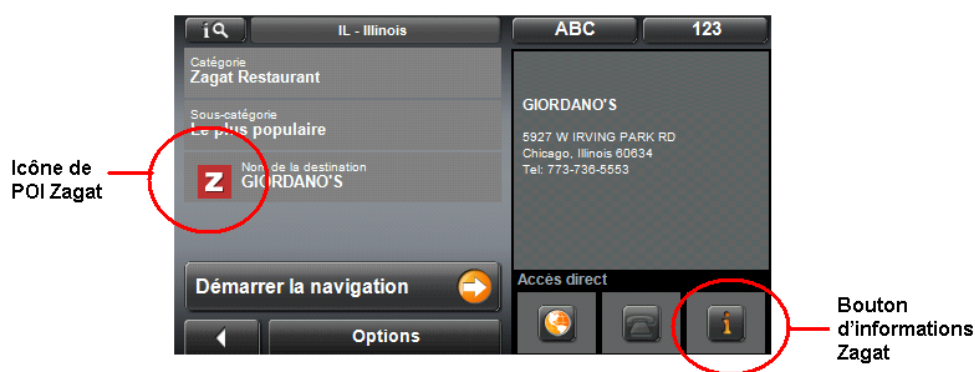 IL - Illinois
ABC
123
Catégorie
Zagat Restaurant
Sous-catégorie
Le plus populaire
Nom de la destination
GIORDANO'S
Z
GIORDANO'S
5927 W IRVING PARK RD
Chicago, Illinois 60634
Tel: 773-736-5553
Icône de
POI Zagat
Démarrer la navigation
Options
Accès direct
i
Bouton
d'informations
Zagat